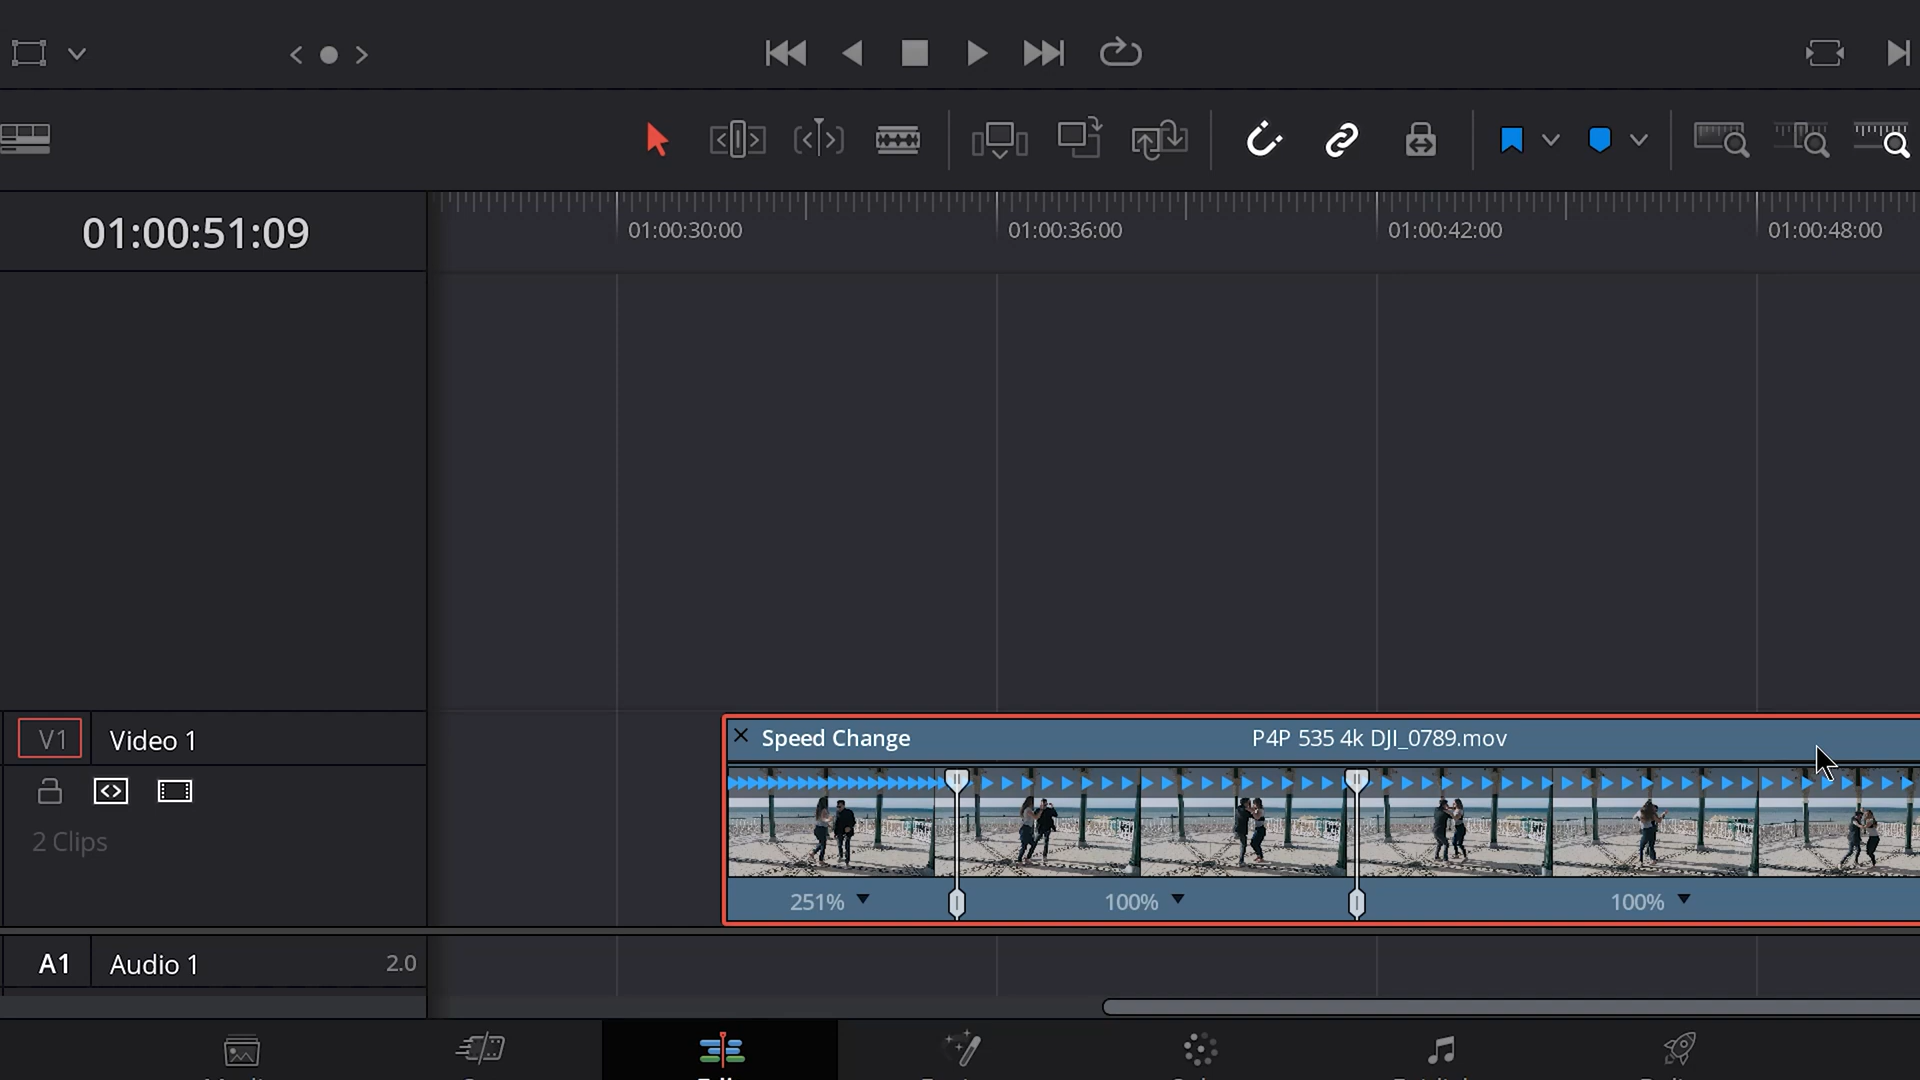 01:00:51:09
01:00:30:00
01:00:36:00
01:00:42:00
01:00:48:00
V1
Video 1
2 Clips
Speed Change
P4P 535 4k DJI_0789.mov
251%
100%
100%
A1
Audio 1
2.0